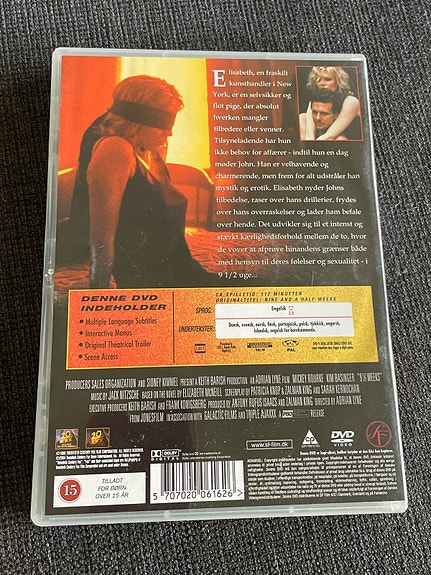 Elisabeth, en fraskilt
kunsthandler i New
York, er en selvsikker og
flot pige, der absolut
hverken mangler
tilbedere eller venner.
Tilsyneladende har hun
ikke behov for affærer - indtil hun en dag
møder John. Han er velhavende og
charmerende, men frem for alt udstråler han
mystik og erotik. Elisabeth nyder Johns
tilbedelse, raser over hans drillerier, frydes
over hans overraskelser og lader ham befale
over hende. Det udvikler sig til et intenst og
stærkt kærlighedsforhold mellem de to, hvor
de vover at afprøve hinandens grænser både
med hensyn til deres følelser og sexualitet - i
9 1/2 uge...
DENNE DVD
INDEHOLDER
• Multiple Language Subtitles
• Interactive Menus
• Original Theatrical Trailer
• Scene Access
CA. SPILLETID: 112 MINUTTER
ORIGINALTITEL: NINE AND A HALF WEEKS
SPROG:
Engelsk
2.0
UNDERTEKSTER:
Dansk, svensk, norsk, finsk, portugisisk, polsk, tjekkisk, ungarsk,
islandsk, engelsk for hørehæmmede.
PAL
PRODUCERS SALES ORGANIZATION AND SIDNEY KIMMEL PRESENT A KEITH BARISH PRODUCTION AN ADRIAN LYNE FILM MICKEY ROURKE KIM BASINGER "9½ WEEKS"
MUSIC BY JACK NITZSCHE BASED ON THE NOVEL BY ELIZABETH McNEILL SCREENPLAY BY PATRICIA KNOP & ZALMAN KING AND SARAH KERNOCHAN
EXECUTIVE PRODUCERS KEITH BARISH AND FRANK KONIGSBERG PRODUCED BY ANTONY RUFUS ISAACS AND ZALMAN KING DIRECTED BY ADRIAN LYNE
FROM JONESFILM IN ASSOCIATION WITH GALACTIC FILMS AND TRIPLE AJAXXX A PSO RELEASE
www.sf-film.dk
DVD
VIDEO
DOLBY
DIGITAL
15
TILLADT
FOR BØRN
OVER 15 ÅR
5 707020 061626